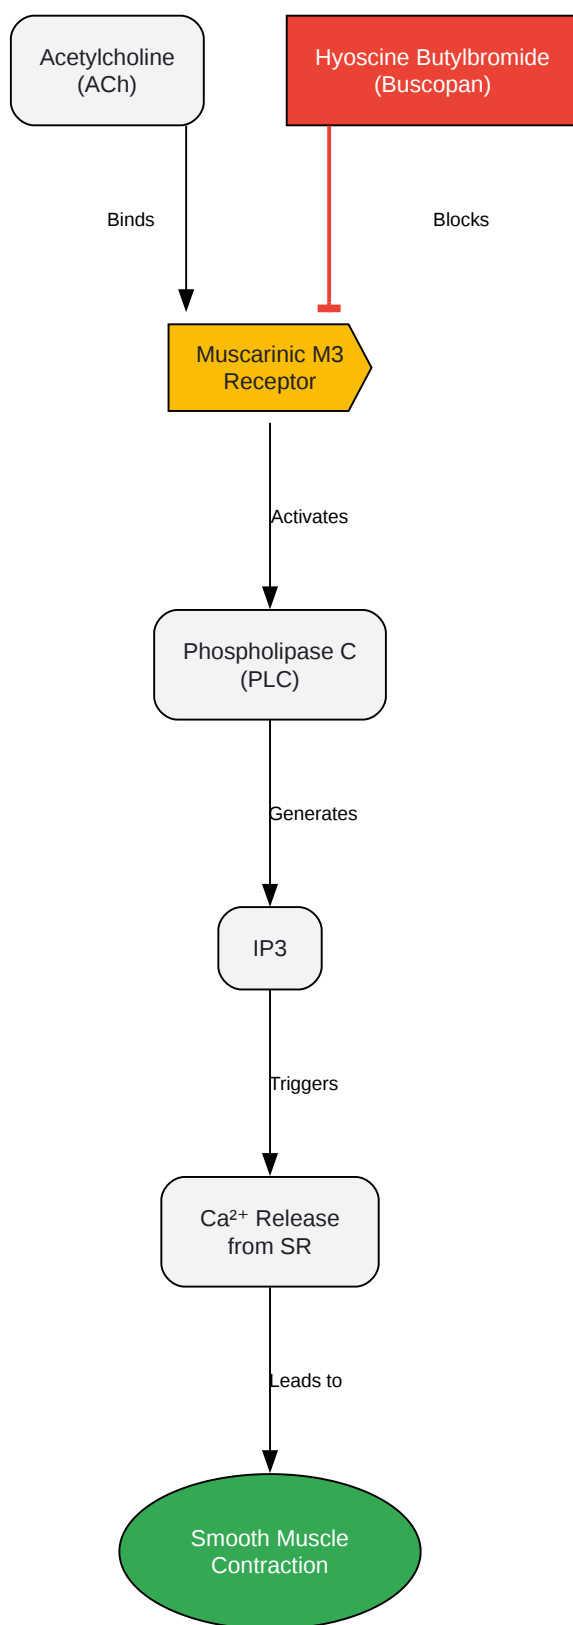 Acetylcholine
(ACh)
Hyoscine Butylbromide
(Buscopan)
Binds
Blocks
Muscarinic M3
Receptor
Activates
Phospholipase C
(PLC)
Generates
IP3
Triggers
Ca²⁺ Release
from SR
Leads to
Smooth Muscle
Contraction